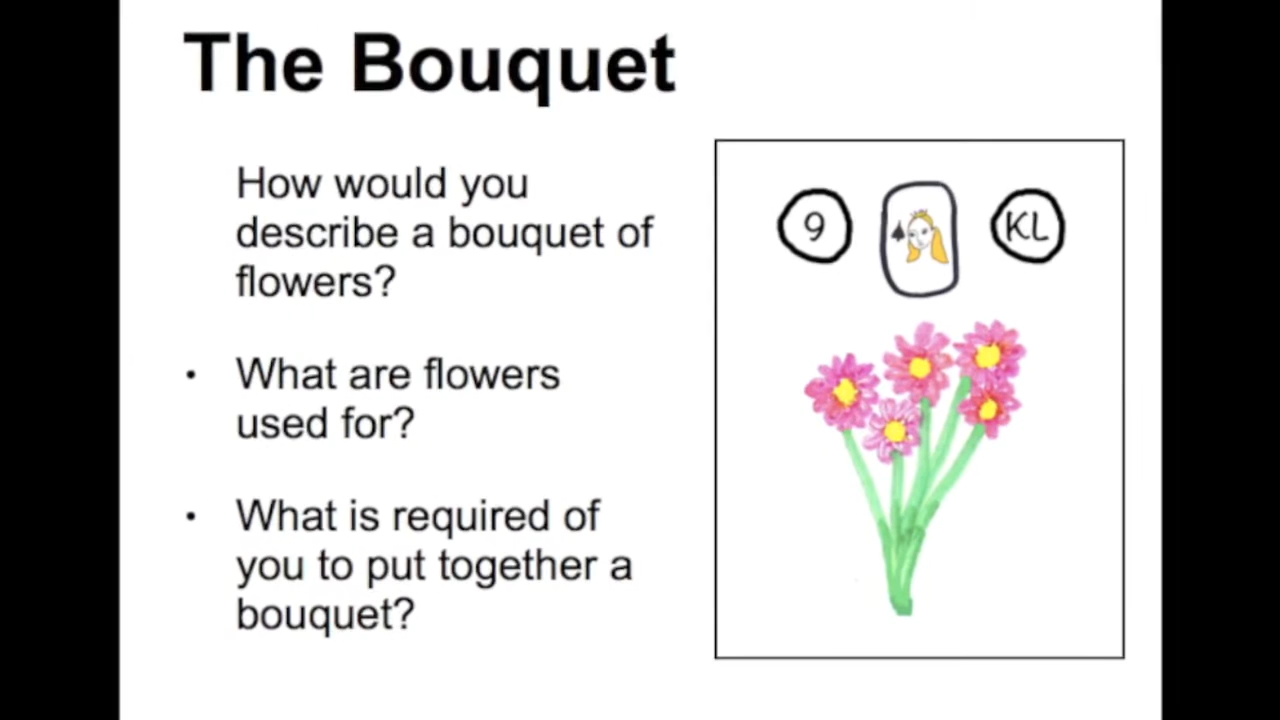 The Bouquet
How would you
describe a bouquet of
flowers?
• What are flowers
used for?
• What is required of
you to put together a
bouquet?
9
KL